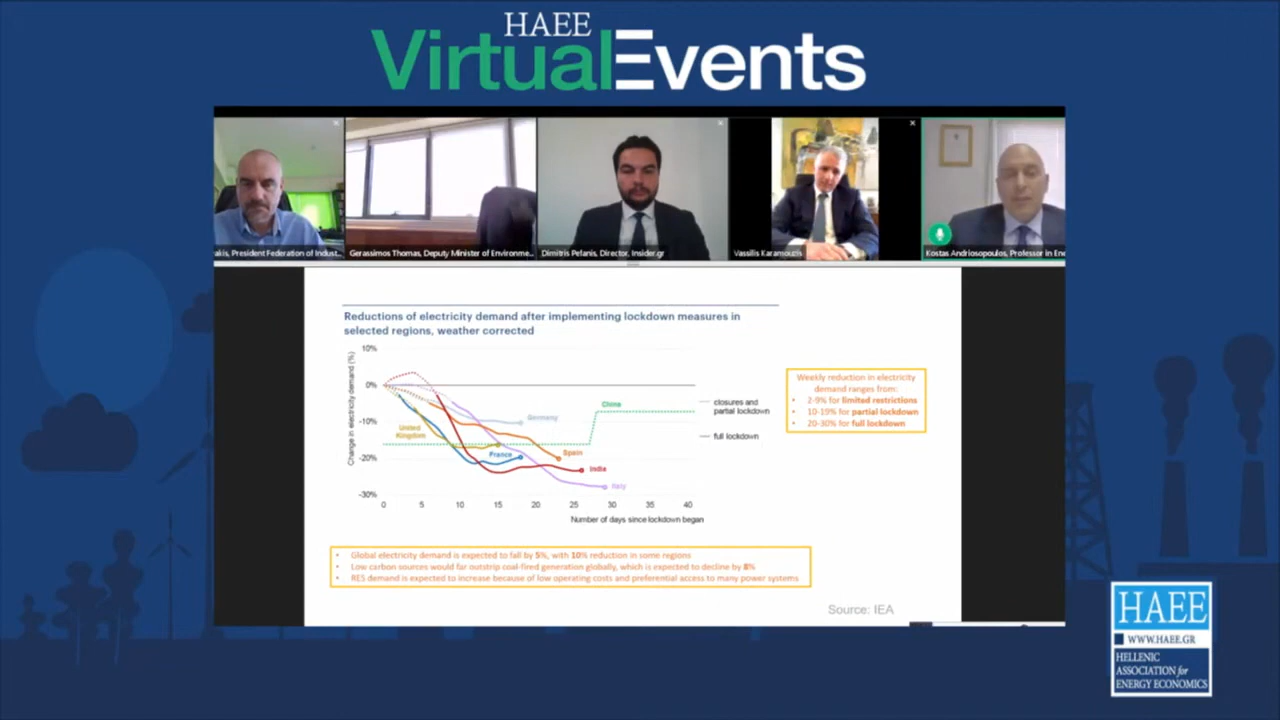 HAEE
VirtualEvents
akis, President Federation of Indust...
Gerassimos Thomas, Deputy Minister of Environme...
Dimitris Pefanis, Director, Insider.gr
Vassilis Karamouzis
Kostas Andriosopoulos, Professor in Ene
Reductions of electricity demand after implementing lockdown measures in
selected regions, weather corrected
Change in electricity demand (%)
10%
0%
-10%
-20%
-30%
China
Germany
United
Kingdom
France
Spain
India
Italy
closures and
partial lockdown
full lockdown
0 5 10 15 20 25 30 35 40
Number of days since lockdown began
Weekly reduction in electricity
demand ranges from:
• 2-9% for limited restrictions
• 10-19% for partial lockdown
• 20-30% for full lockdown
• Global electricity demand is expected to fall by 5%, with 10% reduction in some regions
• Low carbon sources would far outstrip coal-fired generation globally, which is expected to decline by 8%
• RES demand is expected to increase because of low operating costs and preferential access to many power systems
Source: IEA
HAEE
WWW.HAEE.GR
HELLENIC
ASSOCIATION for
ENERGY ECONOMICS